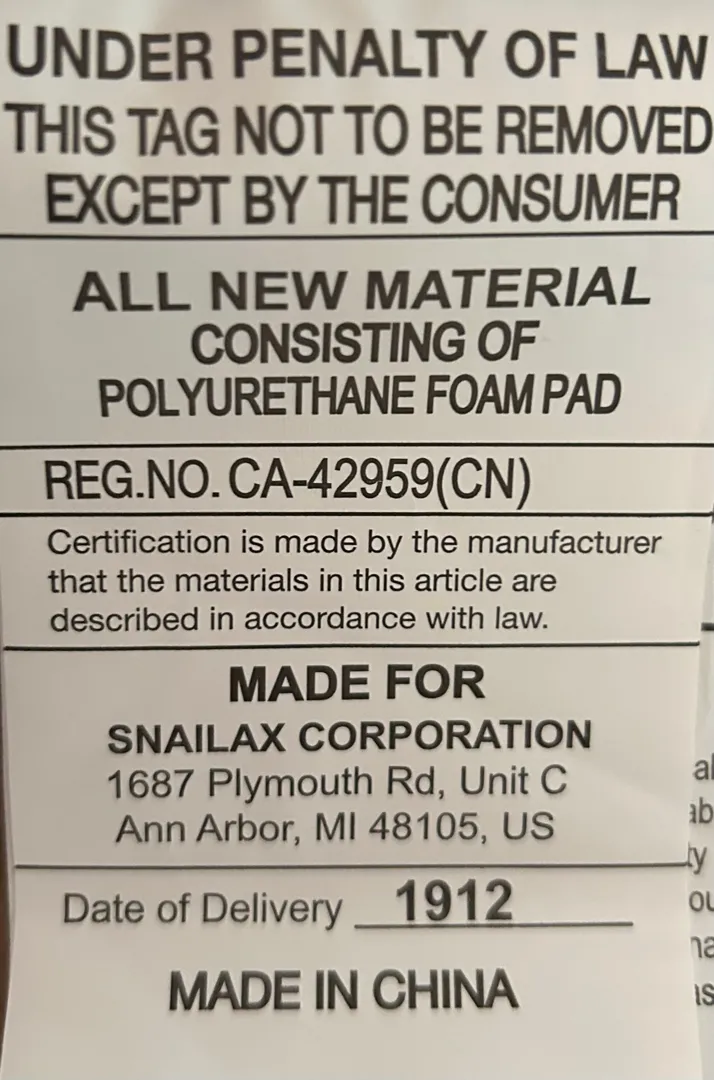 UNDER PENALTY OF LAW
THIS TAG NOT TO BE REMOVED
EXCEPT BY THE CONSUMER
ALL NEW MATERIAL
CONSISTING OF
POLYURETHANE FOAM PAD
REG.NO. CA-42959(CN)
Certification is made by the manufacturer
that the materials in this article are
described in accordance with law.
MADE FOR
SNAILAX CORPORATION
1687 Plymouth Rd, Unit C
Ann Arbor, MI 48105, US
Date of Delivery 1912
MADE IN CHINA